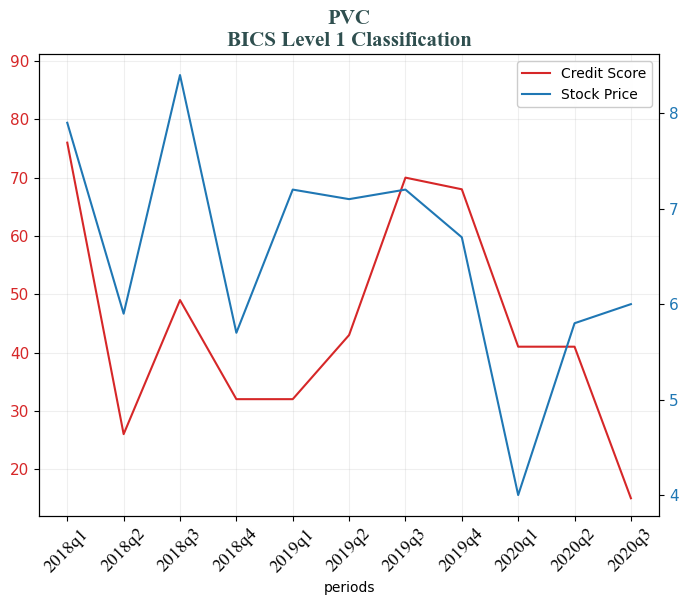 PVC
BICS Level 1 Classification
Credit Score
Stock Price
90
80
70
60
50
40
30
20
8
7
6
5
4
2018q1
2018q2
2018q3
2018q4
2019q1
2019q2
2019q3
2019q4
2020q1
2020q2
2020q3
periods